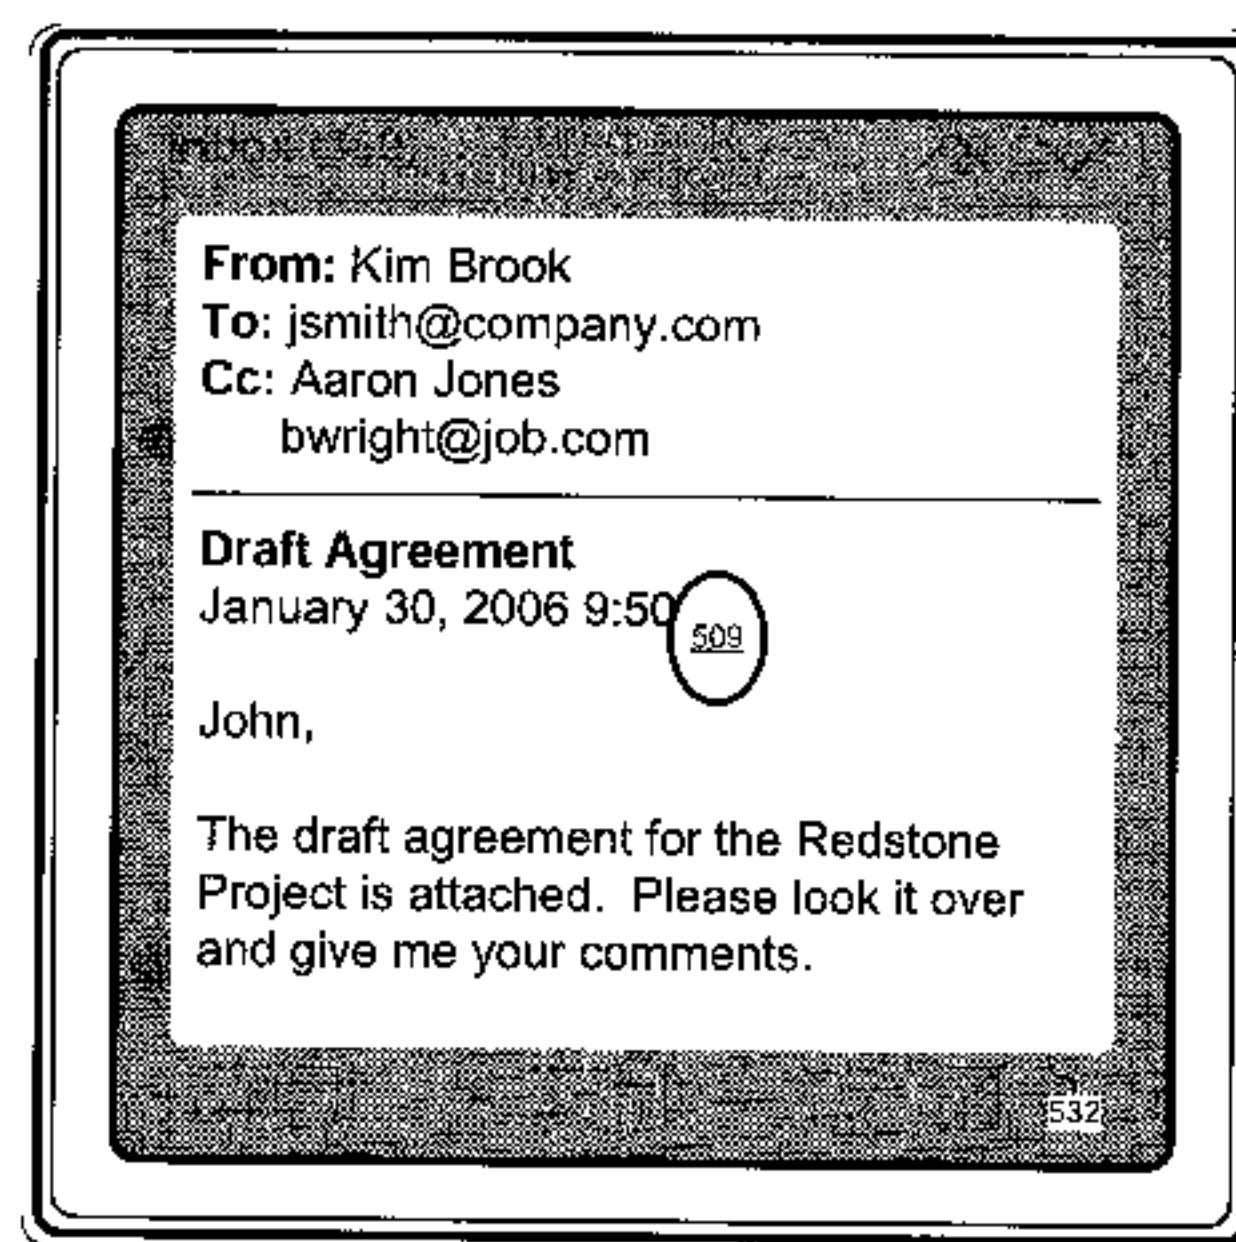 From: Kim Brook
To: jsmith@company.com
Cc: Aaron Jones
bwright@job.com
Draft Agreement
January 30, 2006 9:50
509
John,
The draft agreement for the Redstone
Project is attached.  Please look it over
and give me your comments.
532